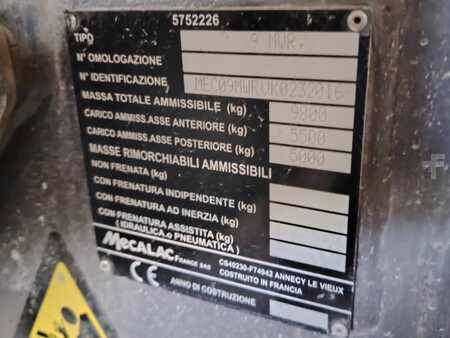 5752226
TIPO 9 MWR.
N° OMOLOGAZIONE
N° IDENTIFICAZIONE MEC09MWRVK0232016
MASSA TOTALE AMMISSIBILE (kg) 9800
CARICO AMMISS.ASSE ANTERIORE (kg) 5500
CARICO AMMISS.ASSE POSTERIORE (kg) 5000
MASSE RIMORCHIABILI AMMISSIBILI
NON FRENATA (kg)
CON FRENATURA INDIPENDENTE (kg)
CON FRENATURA AD INERZIA (kg)
CON FRENATURA ASSISTITA (kg)
(IDRAULICA o PNEUMATICA)
MECALAC FRANCE SAS
CS40230-F74942 ANNECY LE VIEUX
COSTRUITO IN FRANCIA
CE
ANNO DI COSTRUZIONE